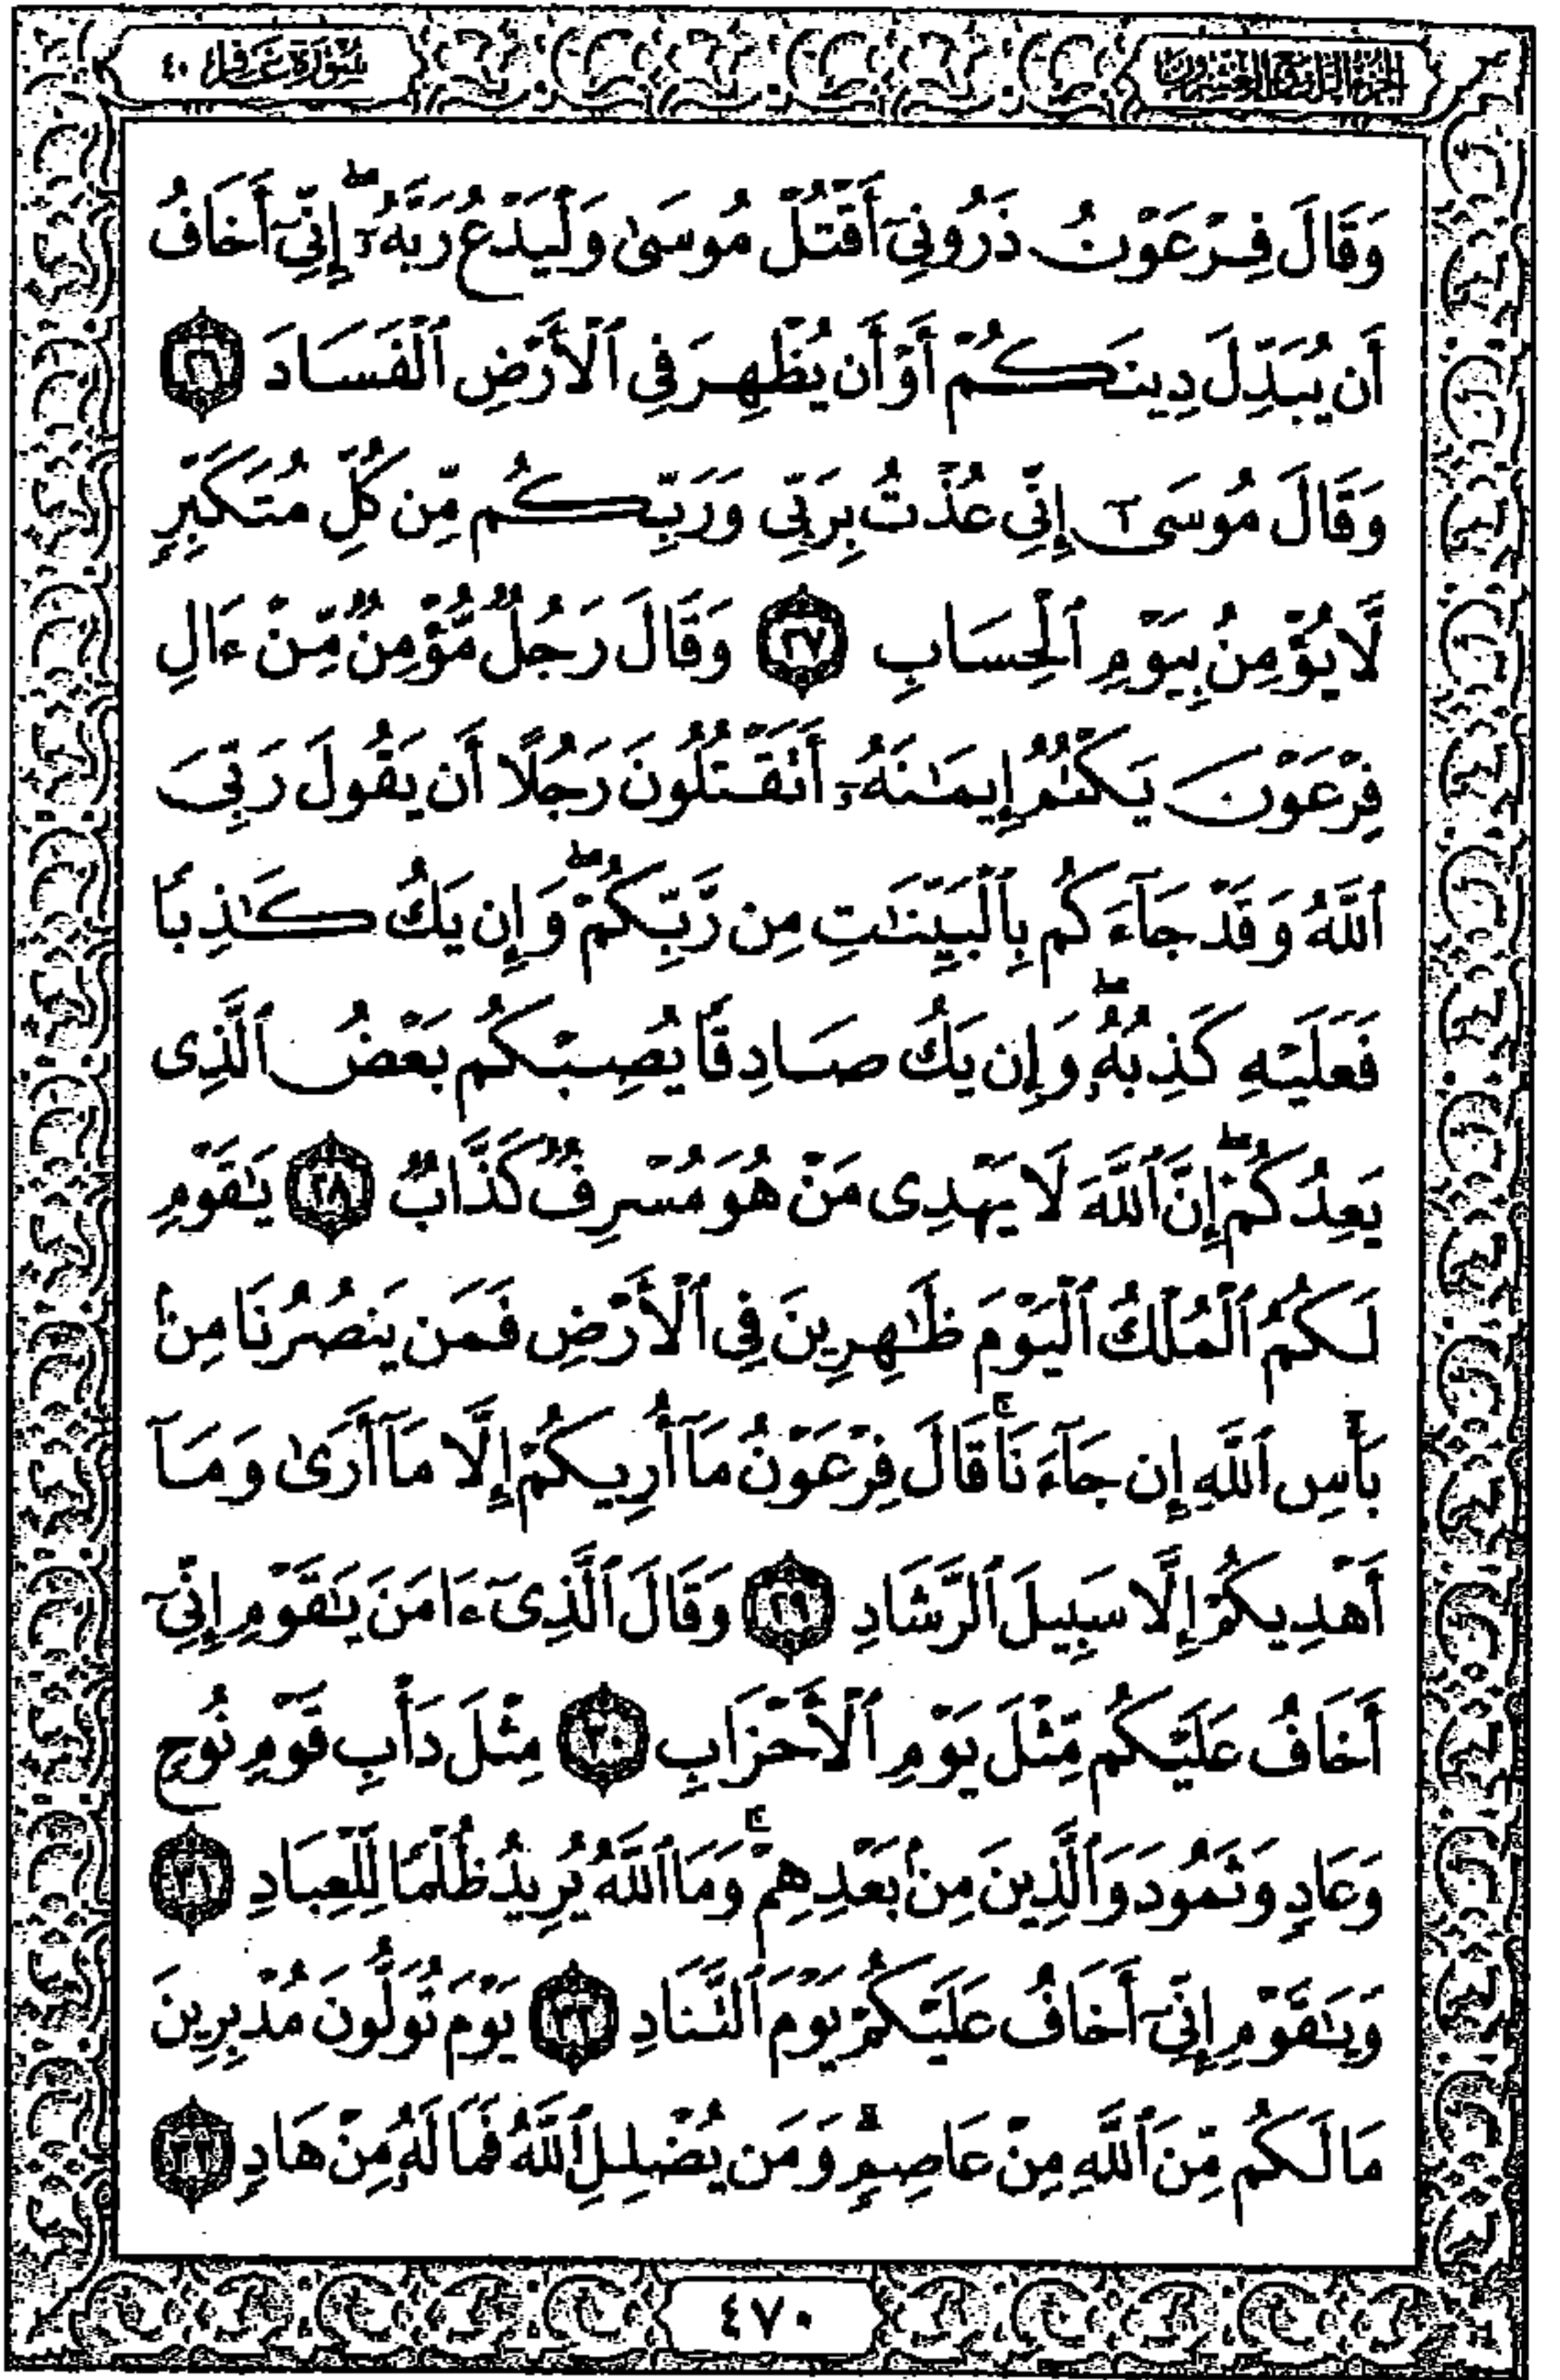 الجزء الرابع والعشرون
سورة غافر ٤٠
وَقَالَ فِرْعَوْنُ ذَرُونِىٓ أَقْتُلْ مُوسَىٰ وَلْيَدْعُ رَبَّهُۥٓ ۖ إِنِّىٓ أَخَافُ
أَن يُبَدِّلَ دِينَكُمْ أَوْ أَن يُظْهِرَ فِى ٱلْأَرْضِ ٱلْفَسَادَ ٢٦
وَقَالَ مُوسَىٰٓ إِنِّى عُذْتُ بِرَبِّى وَرَبِّكُم مِّن كُلِّ مُتَكَبِّرٍ
لَّا يُؤْمِنُ بِيَوْمِ ٱلْحِسَابِ ٢٧ وَقَالَ رَجُلٌ مُّؤْمِنٌ مِّنْ ءَالِ
فِرْعَوْنَ يَكْتُمُ إِيمَـٰنَهُۥٓ أَتَقْتُلُونَ رَجُلًا أَن يَقُولَ رَبِّىَ
ٱللَّهُ وَقَدْ جَآءَكُم بِٱلْبَيِّنَـٰتِ مِن رَّبِّكُمْ ۖ وَإِن يَكُ كَـٰذِبًا
فَعَلَيْهِ كَذِبُهُۥ ۖ وَإِن يَكُ صَادِقًا يُصِبْكُم بَعْضُ ٱلَّذِى
يَعِدُكُمْ ۖ إِنَّ ٱللَّهَ لَا يَهْدِى مَنْ هُوَ مُسْرِفٌ كَذَّابٌ ٢٨ يَـٰقَوْمِ
لَكُمُ ٱلْمُلْكُ ٱلْيَوْمَ ظَـٰهِرِينَ فِى ٱلْأَرْضِ فَمَن يَنصُرُنَا مِنۢ
بَأْسِ ٱللَّهِ إِن جَآءَنَا ۚ قَالَ فِرْعَوْنُ مَآ أُرِيكُمْ إِلَّا مَآ أَرَىٰ وَمَآ
أَهْدِيكُمْ إِلَّا سَبِيلَ ٱلرَّشَادِ ٢٩ وَقَالَ ٱلَّذِىٓ ءَامَنَ يَـٰقَوْمِ إِنِّىٓ
أَخَافُ عَلَيْكُم مِّثْلَ يَوْمِ ٱلْأَحْزَابِ ٣٠ مِثْلَ دَأْبِ قَوْمِ نُوحٍ
وَعَادٍ وَثَمُودَ وَٱلَّذِينَ مِنۢ بَعْدِهِمْ ۚ وَمَا ٱللَّهُ يُرِيدُ ظُلْمًا لِّلْعِبَادِ ٣١
وَيَـٰقَوْمِ إِنِّىٓ أَخَافُ عَلَيْكُمْ يَوْمَ ٱلتَّنَادِ ٣٢ يَوْمَ تُوَلُّونَ مُدْبِرِينَ
مَا لَكُم مِّنَ ٱللَّهِ مِنْ عَاصِمٍ ۗ وَمَن يُضْلِلِ ٱللَّهُ فَمَا لَهُۥ مِنْ هَادٍ ٣٣
٤٧٠